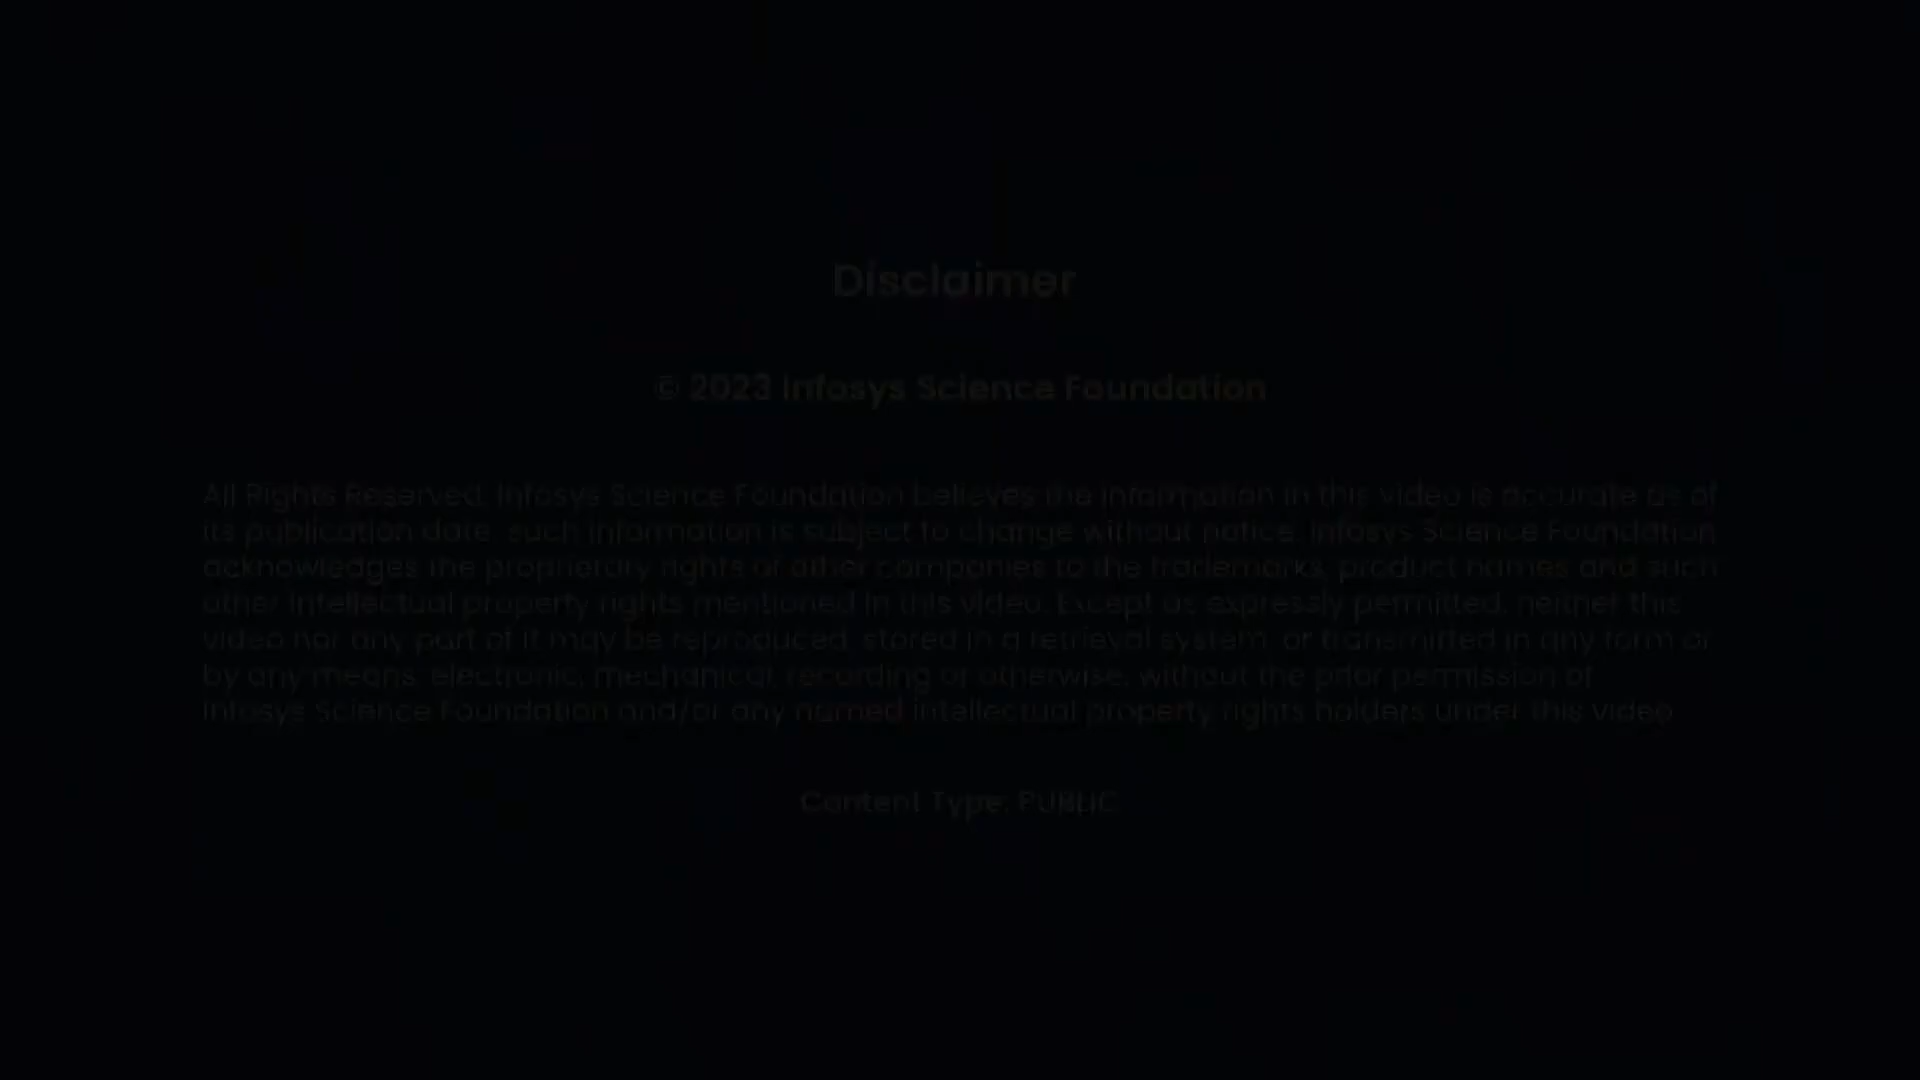 Disclaimer
© 2023 Infosys Science Foundation
All Rights Reserved. Infosys Science Foundation believes the information in this video is accurate as of
its publication date; such information is subject to change without notice. Infosys Science Foundation
acknowledges the proprietary rights of other companies to the trademarks, product names and such
other intellectual property rights mentioned in this video. Except as expressly permitted, neither this
video nor any part of it may be reproduced, stored in a retrieval system, or transmitted in any form or
by any means, electronic, mechanical, recording or otherwise, without the prior permission of
Infosys Science Foundation and/or any named intellectual property rights holders under this video.
Content Type: PUBLIC